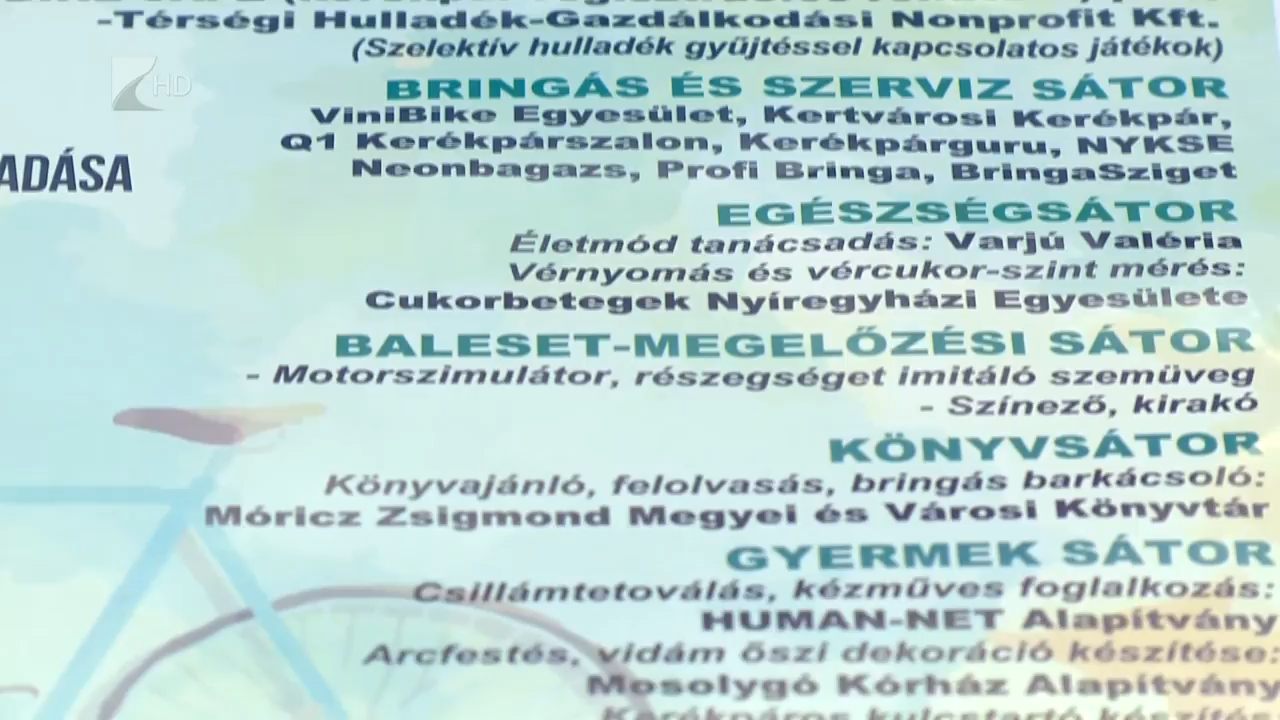 -Térségi Hulladék-Gazdálkodási Nonprofit Kft.
(Szelektív hulladék gyűjtéssel kapcsolatos játékok)
HD
BRINGÁS ÉS SZERVIZ SÁTOR
ViniBike Egyesület, Kertvárosi Kerékpár,
Q1 Kerékpárszalon, Kerékpárguru, NYKSE
Neonbagazs, Profi Bringa, BringaSziget
ADÁSA
EGÉSZSÉGSÁTOR
Életmód tanácsadás: Varjú Valéria
Vérnyomás és vércukor-szint mérés:
Cukorbetegek Nyíregyházi Egyesülete
BALESET-MEGELŐZÉSI SÁTOR
- Motorszimulátor, részegséget imitáló szemüveg
- Színező, kirakó
KÖNYVSÁTOR
Könyvajánló, felolvasás, bringás barkácsoló:
Móricz Zsigmond Megyei és Városi Könyvtár
GYERMEK SÁTOR
Csillámtetoválás, kézműves foglalkozás:
HUMAN-NET Alapítvány
Arcfestés, vidám őszi dekoráció készítése:
Mosolygó Kórház Alapítvány
Kerékpáros kulcstartó készítés